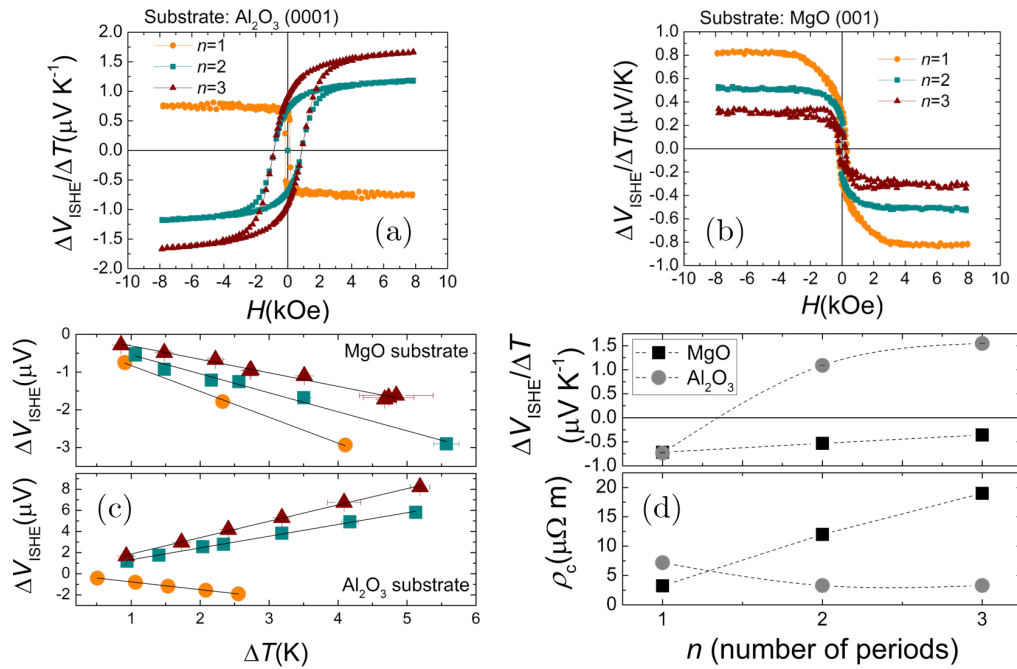 Substrate: Al₂O₃ (0001)
ΔV_ISHE/ΔT(μV K⁻¹)
2.0
1.5
1.0
0.5
0.0
-0.5
-1.0
-1.5
-2.0
n=1
n=2
n=3
(a)
-10 -8 -6 -4 -2 0 2 4 6 8 10
H(kOe)
Substrate: MgO (001)
ΔV_ISHE/ΔT(μV/K)
1.0
0.8
0.6
0.4
0.2
0.0
-0.2
-0.4
-0.6
-0.8
-1.0
n=1
n=2
n=3
(b)
-10 -8 -6 -4 -2 0 2 4 6 8 10
H(kOe)
ΔV_ISHE(μV)
0
-1
-2
-3
MgO substrate
ΔV_ISHE(μV)
8
6
4
2
0
-2
(c)
Al₂O₃ substrate
1 2 3 4 5 6
ΔT(K)
ΔV_ISHE/ΔT
(μV K⁻¹)
1.5
1.0
0.5
0.0
-0.5
-1.0
MgO
Al₂O₃
ρ_c(μΩ m)
20
15
10
5
0
(d)
1 2 3
n (number of periods)